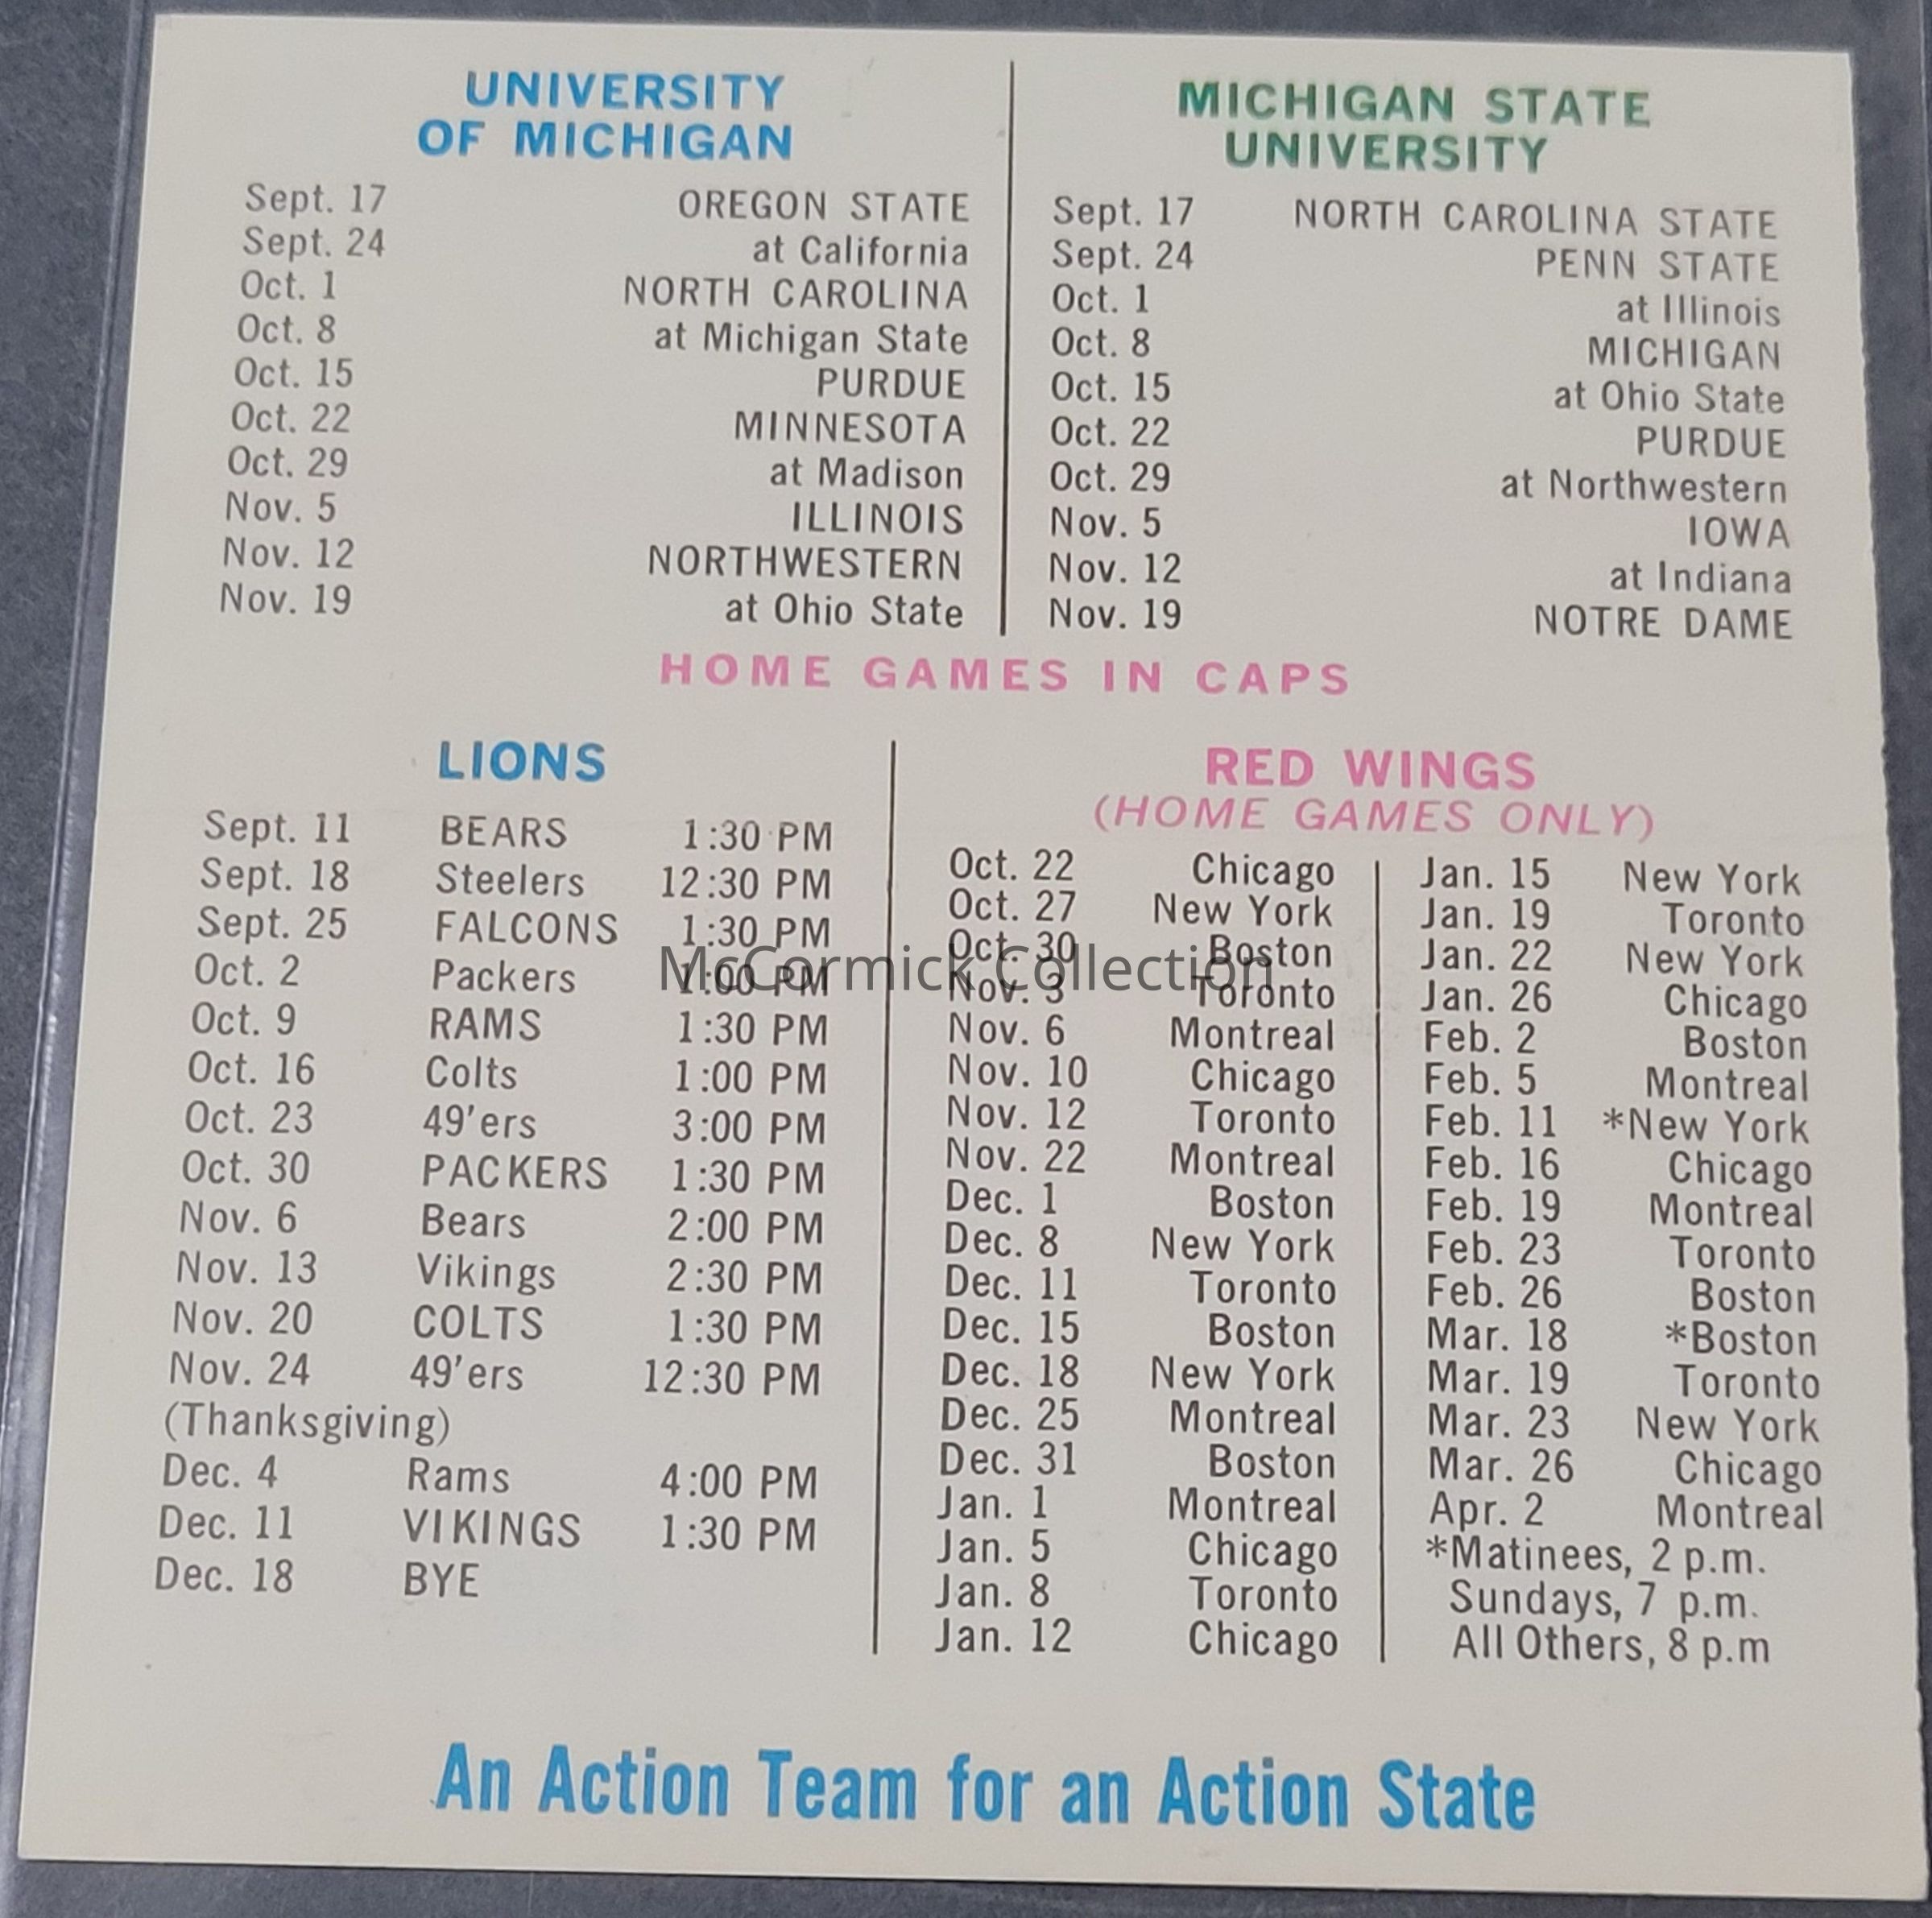 UNIVERSITY
OF MICHIGAN
Sept. 17 OREGON STATE
Sept. 24 at California
Oct. 1 NORTH CAROLINA
Oct. 8 at Michigan State
Oct. 15 PURDUE
Oct. 22 MINNESOTA
Oct. 29 at Madison
Nov. 5 ILLINOIS
Nov. 12 NORTHWESTERN
Nov. 19 at Ohio State
MICHIGAN STATE
UNIVERSITY
Sept. 17 NORTH CAROLINA STATE
Sept. 24 PENN STATE
Oct. 1 at Illinois
Oct. 8 MICHIGAN
Oct. 15 at Ohio State
Oct. 22 PURDUE
Oct. 29 at Northwestern
Nov. 5 IOWA
Nov. 12 at Indiana
Nov. 19 NOTRE DAME
HOME GAMES IN CAPS
LIONS
Sept. 11 BEARS 1:30 PM
Sept. 18 Steelers 12:30 PM
Sept. 25 FALCONS 1:30 PM
Oct. 2 Packers 1:00 PM
Oct. 9 RAMS 1:30 PM
Oct. 16 Colts 1:00 PM
Oct. 23 49'ers 3:00 PM
Oct. 30 PACKERS 1:30 PM
Nov. 6 Bears 2:00 PM
Nov. 13 Vikings 2:30 PM
Nov. 20 COLTS 1:30 PM
Nov. 24 49'ers 12:30 PM
(Thanksgiving)
Dec. 4 Rams 4:00 PM
Dec. 11 VIKINGS 1:30 PM
Dec. 18 BYE
RED WINGS
(HOME GAMES ONLY)
Oct. 22 Chicago
Oct. 27 New York
Oct. 30 Boston
Nov. 3 Toronto
Nov. 6 Montreal
Nov. 10 Chicago
Nov. 12 Toronto
Nov. 22 Montreal
Dec. 1 Boston
Dec. 8 New York
Dec. 11 Toronto
Dec. 15 Boston
Dec. 18 New York
Dec. 25 Montreal
Dec. 31 Boston
Jan. 1 Montreal
Jan. 5 Chicago
Jan. 8 Toronto
Jan. 12 Chicago
Jan. 15 New York
Jan. 19 Toronto
Jan. 22 New York
Jan. 26 Chicago
Feb. 2 Boston
Feb. 5 Montreal
Feb. 11 *New York
Feb. 16 Chicago
Feb. 19 Montreal
Feb. 23 Toronto
Feb. 26 Boston
Mar. 18 *Boston
Mar. 19 Toronto
Mar. 23 New York
Mar. 26 Chicago
Apr. 2 Montreal
*Matinees, 2 p.m.
Sundays, 7 p.m.
All Others, 8 p.m
McCormick Collection
An Action Team for an Action State